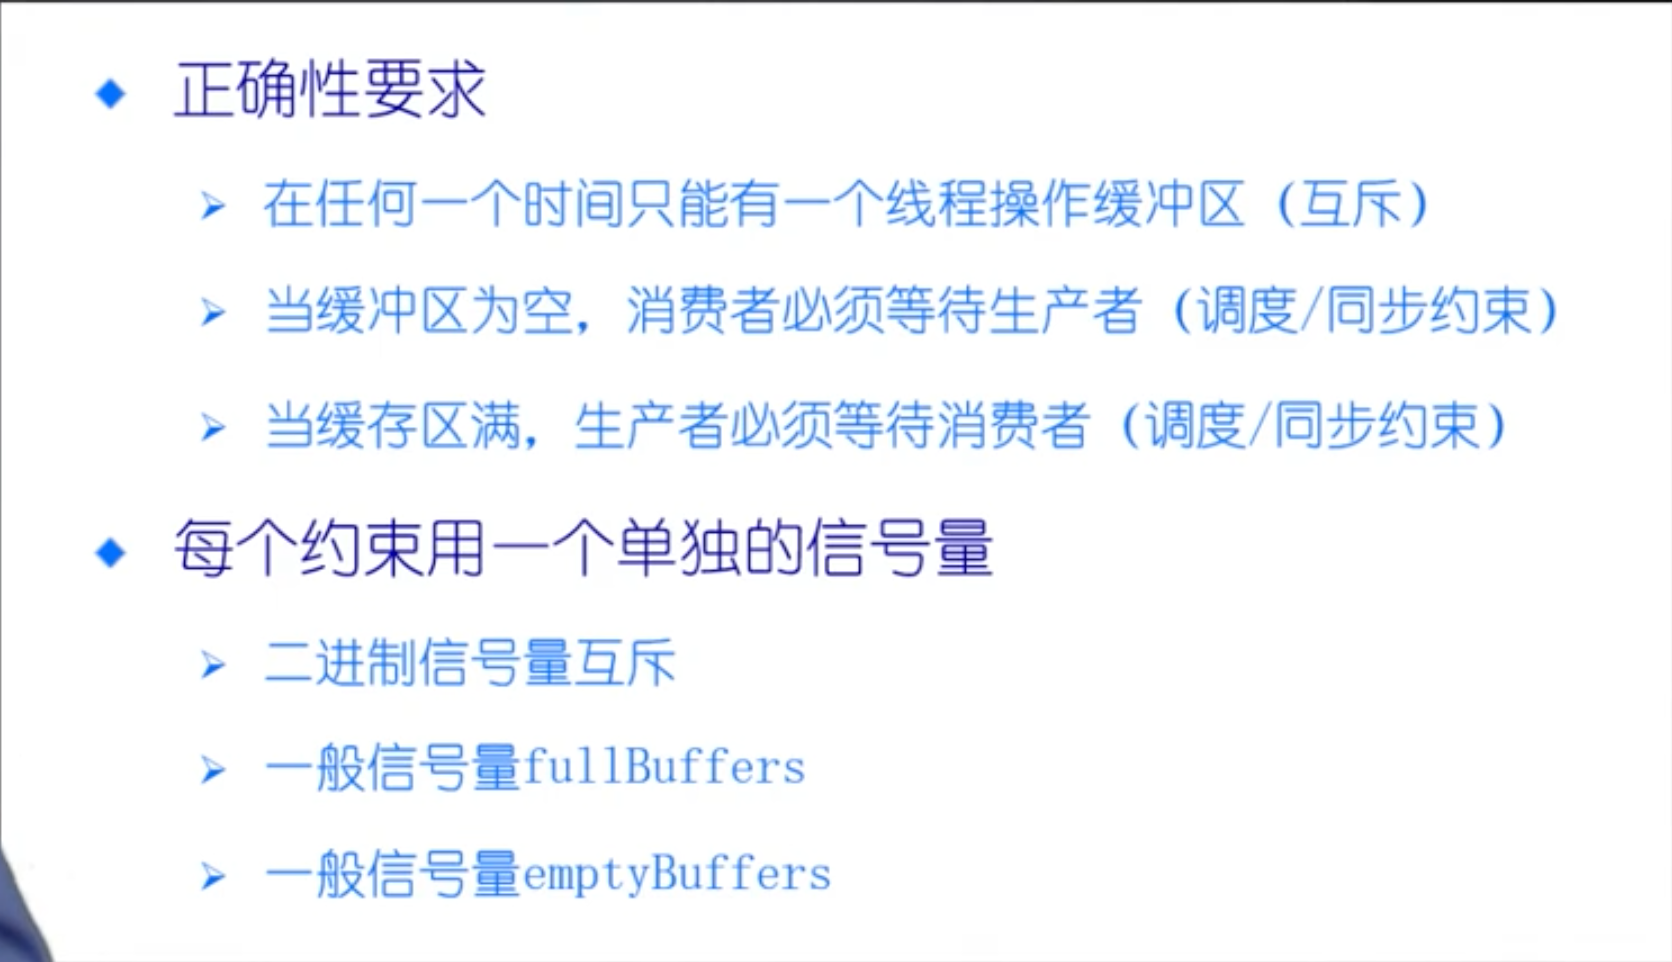 正确性要求
在任何一个时间只能有一个线程操作缓冲区（互斥）
当缓冲区为空，消费者必须等待生产者（调度/同步约束）
当缓存区满，生产者必须等待消费者（调度/同步约束）
每个约束用一个单独的信号量
二进制信号量互斥
一般信号量fullBuffers
一般信号量emptyBuffers